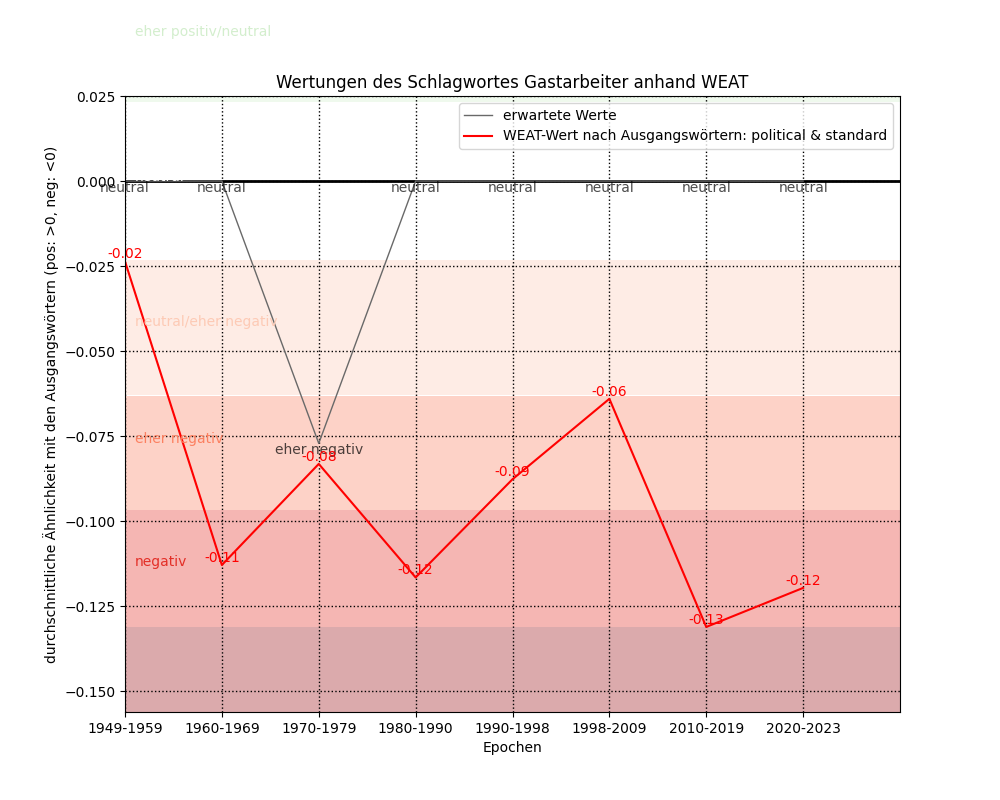 eher positiv/neutral
Wertungen des Schlagwortes Gastarbeiter anhand WEAT
erwartete Werte
WEAT-Wert nach Ausgangswörtern: political & standard
durchschnittliche Ähnlichkeit mit den Ausgangswörtern (pos: >0, neg: <0)
0.025
0.000
−0.025
−0.050
−0.075
−0.100
−0.125
−0.150
neutral
neutral neutral neutral neutral neutral neutral neutral
-0.02
neutral/eher negativ
-0.06
eher negativ
eher negativ
-0.08
-0.09
negativ
-0.11
-0.12
-0.12
-0.13
1949-1959 1960-1969 1970-1979 1980-1990 1990-1998 1998-2009 2010-2019 2020-2023
Epochen